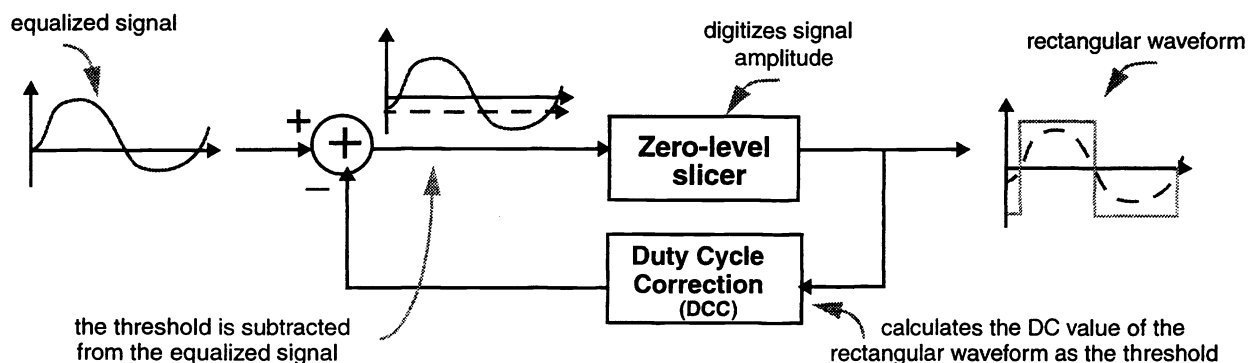 equalized signal
digitizes signal
amplitude
rectangular waveform
+
+
−
Zero-level
slicer
Duty Cycle
Correction
(DCC)
the threshold is subtracted
from the equalized signal
calculates the DC value of the
rectangular waveform as the threshold